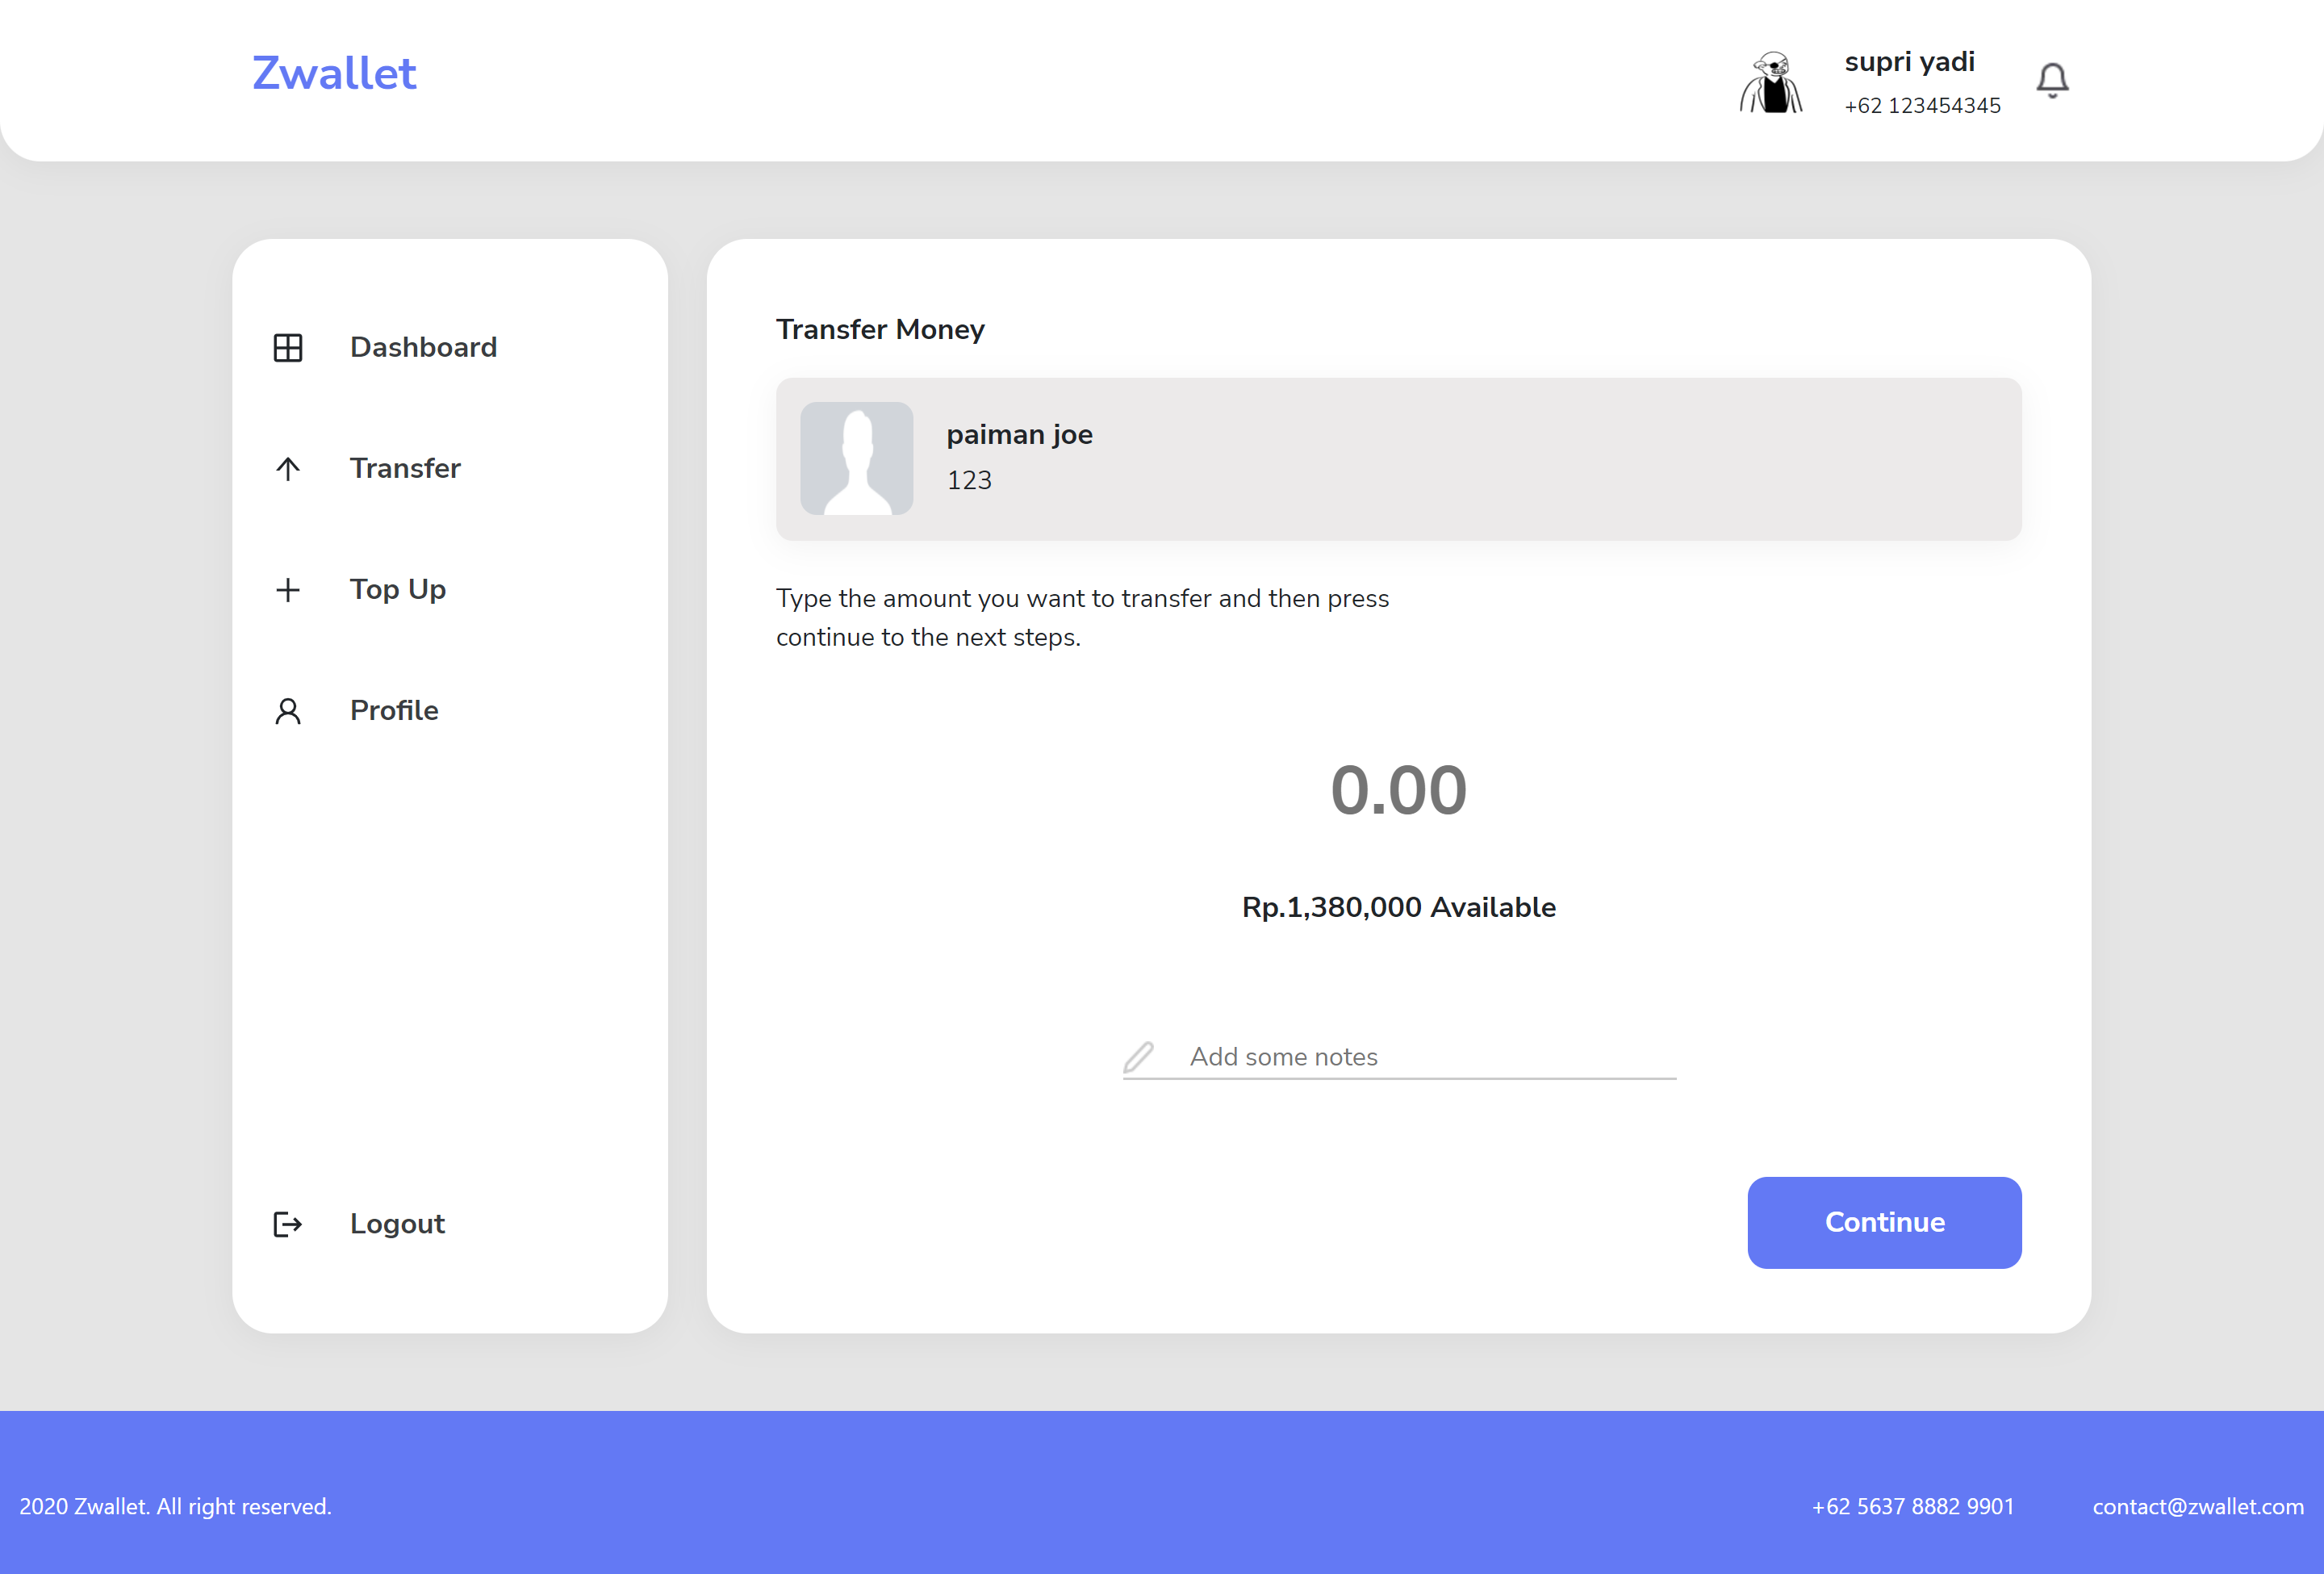 Zwallet
supri yadi
+62 123454345
Dashboard
Transfer
Top Up
Profile
Logout
Transfer Money
paiman joe
123
Type the amount you want to transfer and then press
continue to the next steps.
0.00
Rp.1,380,000 Available
Add some notes
Continue
2020 Zwallet. All right reserved.
+62 5637 8882 9901
contact@zwallet.com